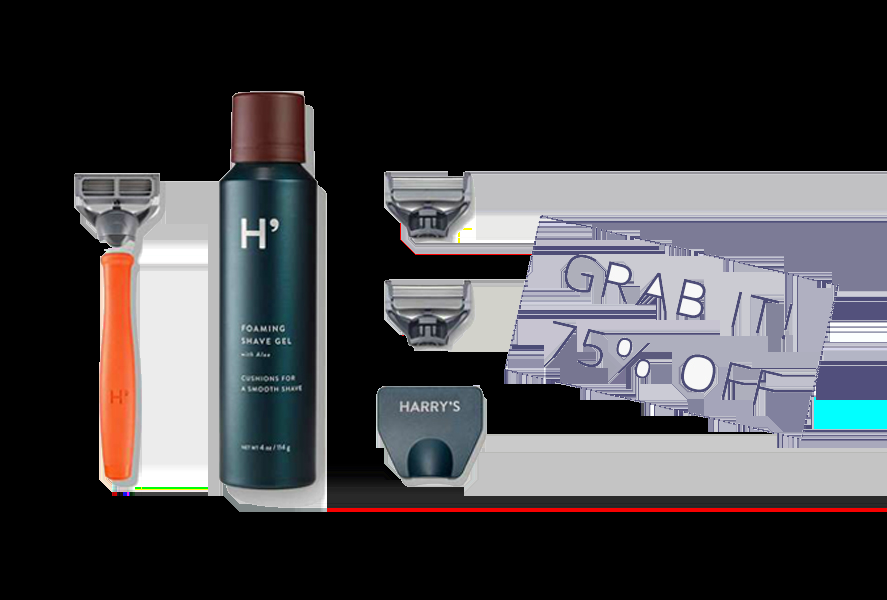 H'
FOAMING
SHAVE GEL
with Aloe
CUSHIONS FOR
A SMOOTH SHAVE
NET WT 4 oz / 114 g
H'
HARRY'S
GRAB IT!
75% OFF